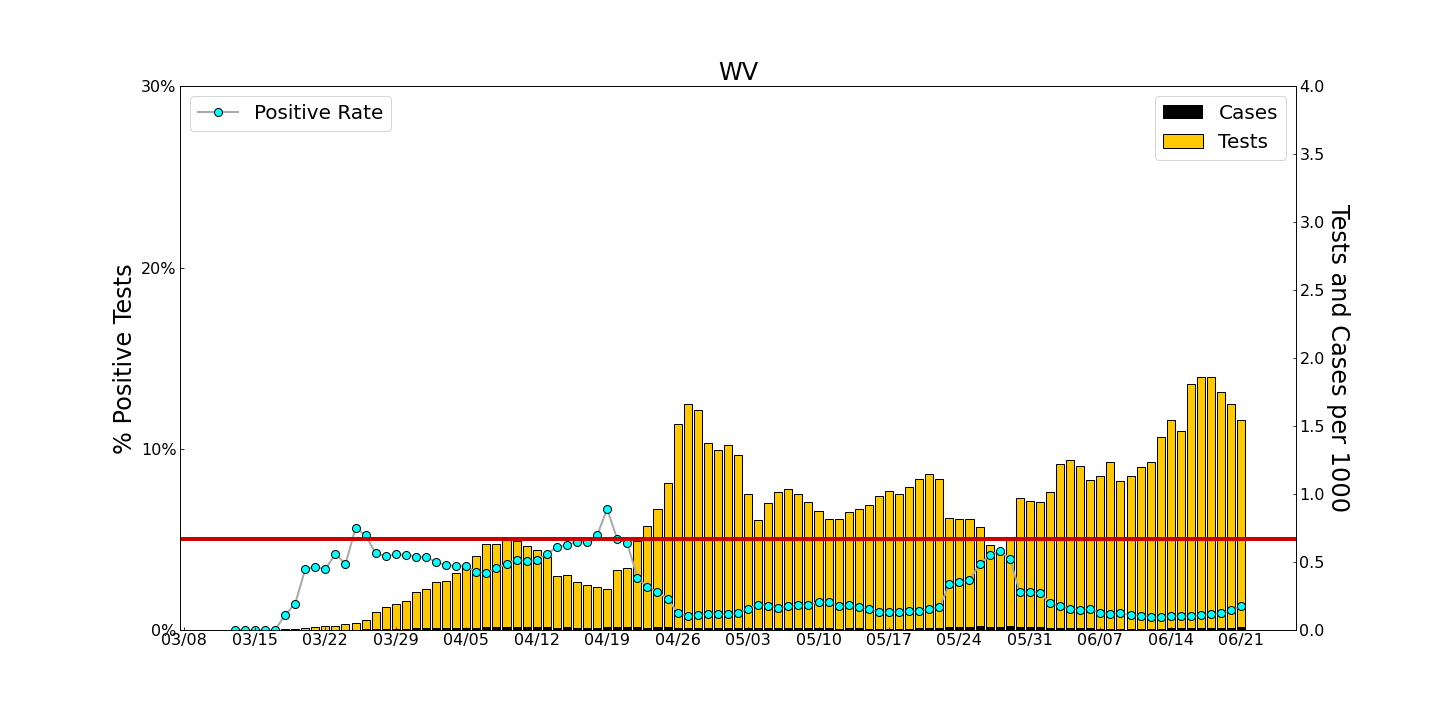 WV
30%
20%
10%
0%
% Positive Tests
Positive Rate
Cases
Tests
4.0
3.5
3.0
2.5
2.0
1.5
1.0
0.5
0.0
Tests and Cases per 1000
03/08 03/15 03/22 03/29 04/05 04/12 04/19 04/26 05/03 05/10 05/17 05/24 05/31 06/07 06/14 06/21